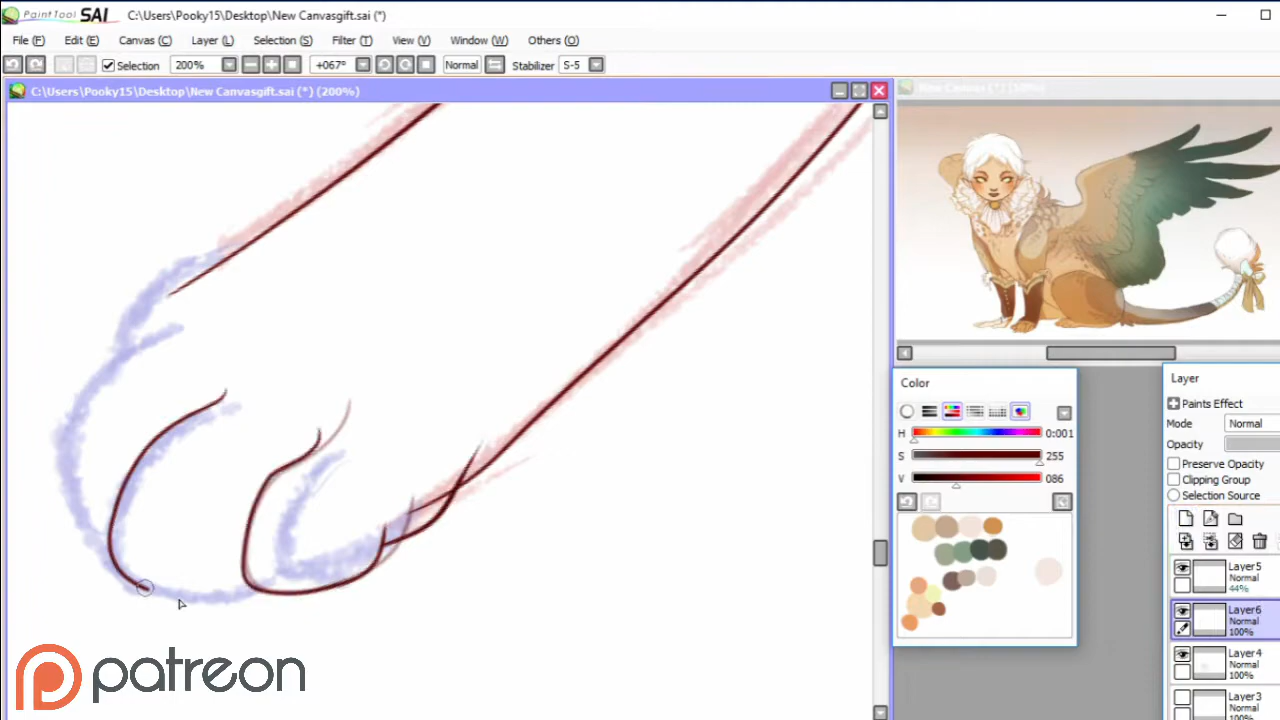 PaintTool SAI C:\Users\Pooky15\Desktop\New Canvasgift.sai (*)
File (F) Edit (E) Canvas (C) Layer (L) Selection (S) Filter (T) View (V) Window (W) Others (O)
Selection 200% +067° Normal Stabilizer S-5
C:\Users\Pooky15\Desktop\New Canvasgift.sai (*) (200%)
Color
H 0:001
S 255
V 086
Layer
Paints Effect
Mode Normal
Opacity
Preserve Opacity
Clipping Group
Selection Source
Layer5
Normal
44%
Layer6
Normal
100%
Layer4
Normal
100%
Layer3
Normal
patreon